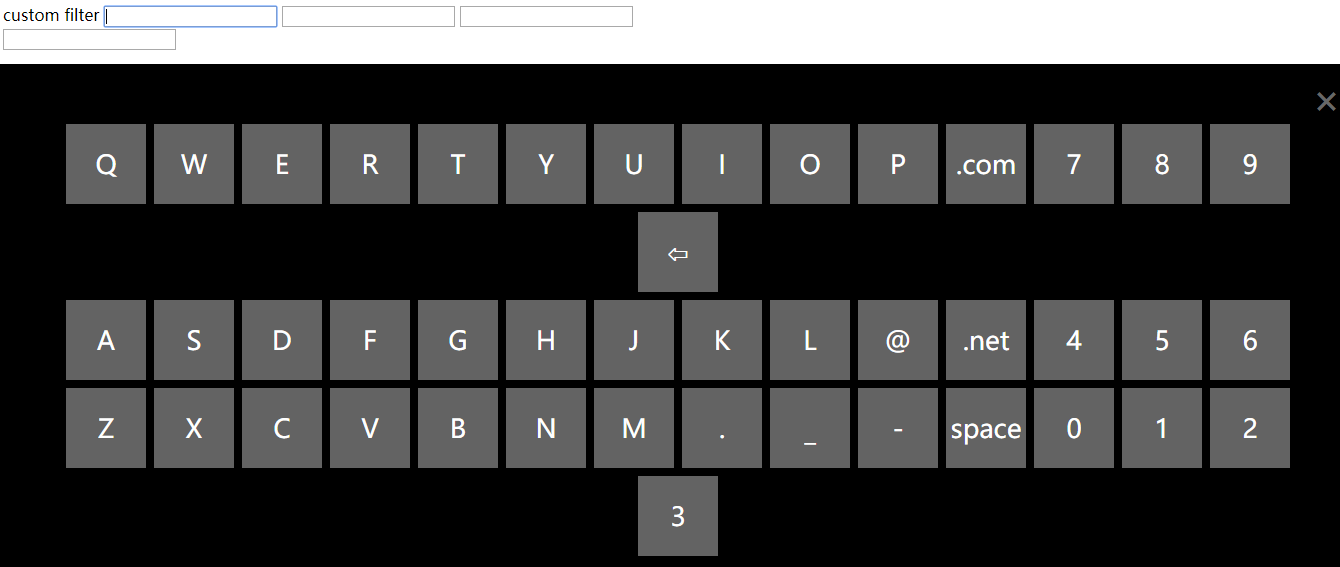 custom filter
×
Q W E R T Y U I O P .com 7 8 9
⇦
A S D F G H J K L @ .net 4 5 6
Z X C V B N M . _ - space 0 1 2
3